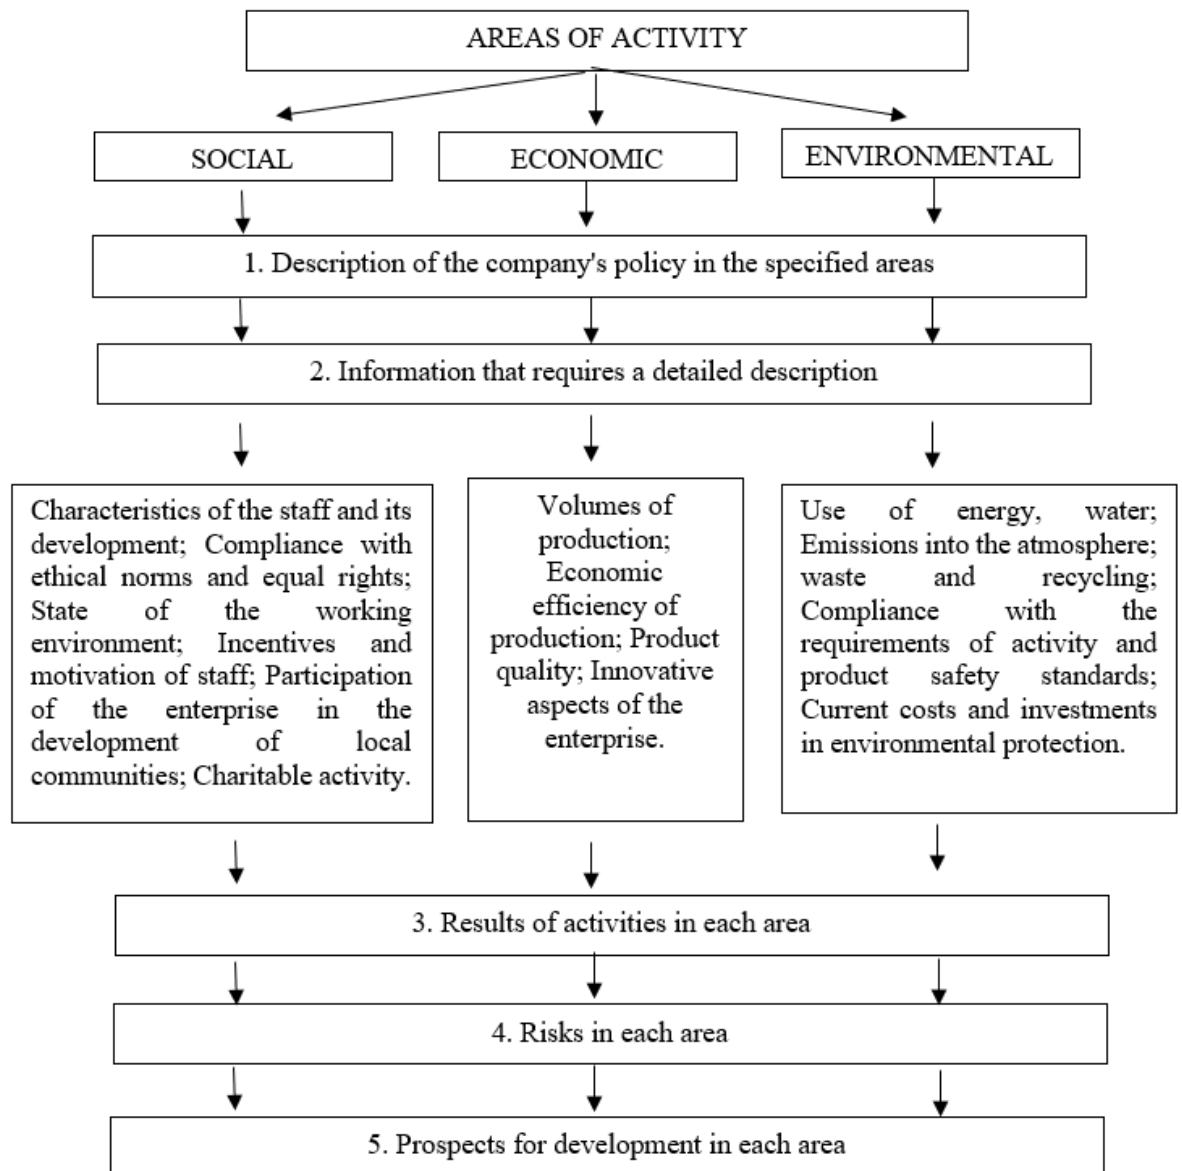 AREAS OF ACTIVITY
SOCIAL
ECONOMIC
ENVIRONMENTAL
1. Description of the company's policy in the specified areas
2. Information that requires a detailed description
Characteristics of the staff and its
development; Compliance with
ethical norms and equal rights;
State of the working
environment; Incentives and
motivation of staff; Participation
of the enterprise in the
development of local
communities; Charitable activity.
Volumes of
production;
Economic
efficiency of
production; Product
quality; Innovative
aspects of the
enterprise.
Use of energy, water;
Emissions into the atmosphere;
waste and recycling;
Compliance with the
requirements of activity and
product safety standards;
Current costs and investments
in environmental protection.
3. Results of activities in each area
4. Risks in each area
5. Prospects for development in each area